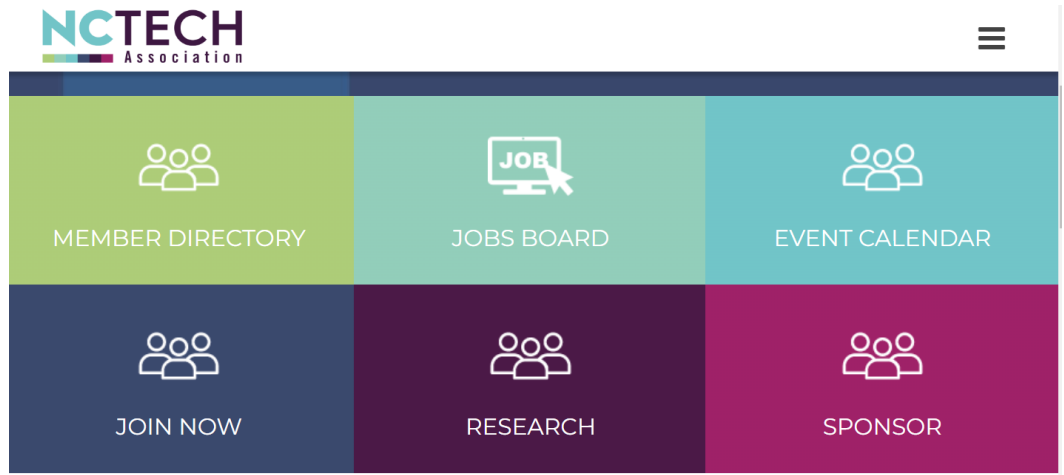 NCTECH
Association
JOB
MEMBER DIRECTORY
JOBS BOARD
EVENT CALENDAR
JOIN NOW
RESEARCH
SPONSOR